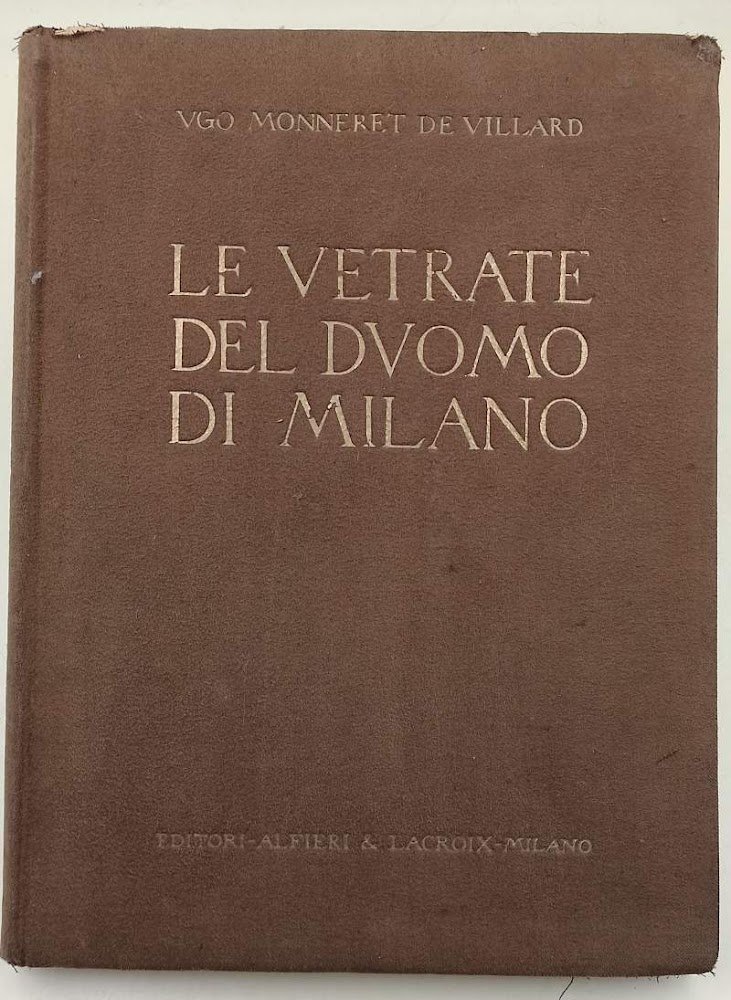 VGO MONNERET DE VILLARD
LE VETRATE
DEL DVOMO
DI MILANO
EDITORI-ALFIERI & LACROIX-MILANO